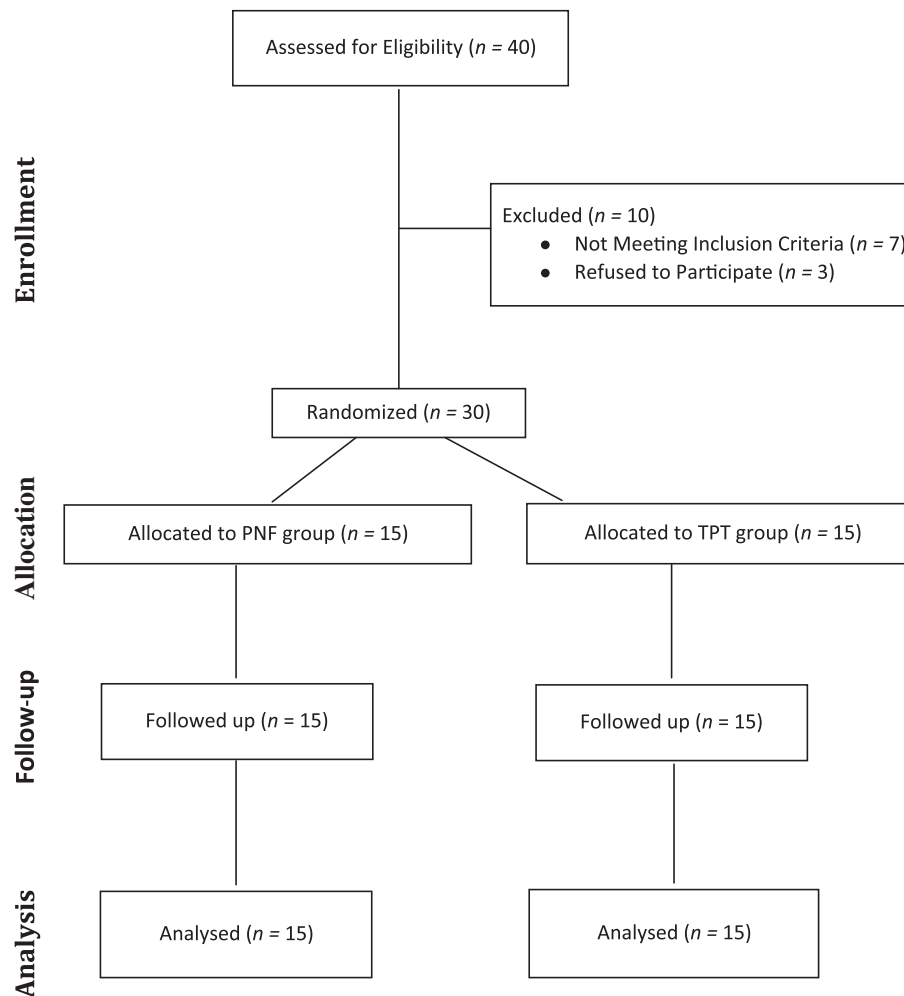 Assessed for Eligibility (n = 40)
Enrollment
Excluded (n = 10)
● Not Meeting Inclusion Criteria (n = 7)
● Refused to Participate (n = 3)
Randomized (n = 30)
Allocation
Allocated to PNF group (n = 15)
Allocated to TPT group (n = 15)
Follow-up
Followed up (n = 15)
Followed up (n = 15)
Analysis
Analysed (n = 15)
Analysed (n = 15)